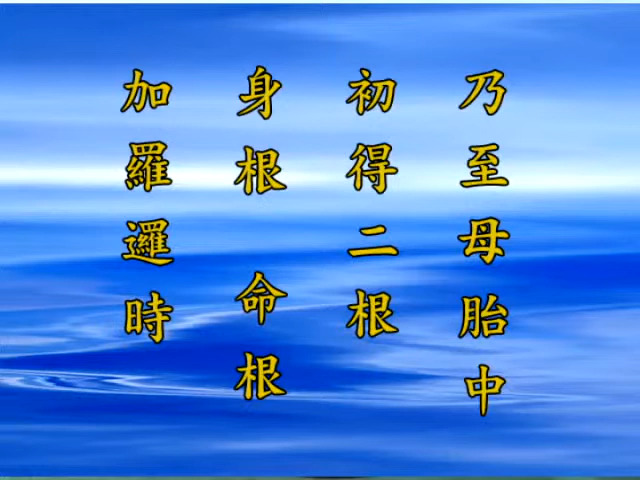 乃至母胎中
初得二根
身根 命根
加羅邏時